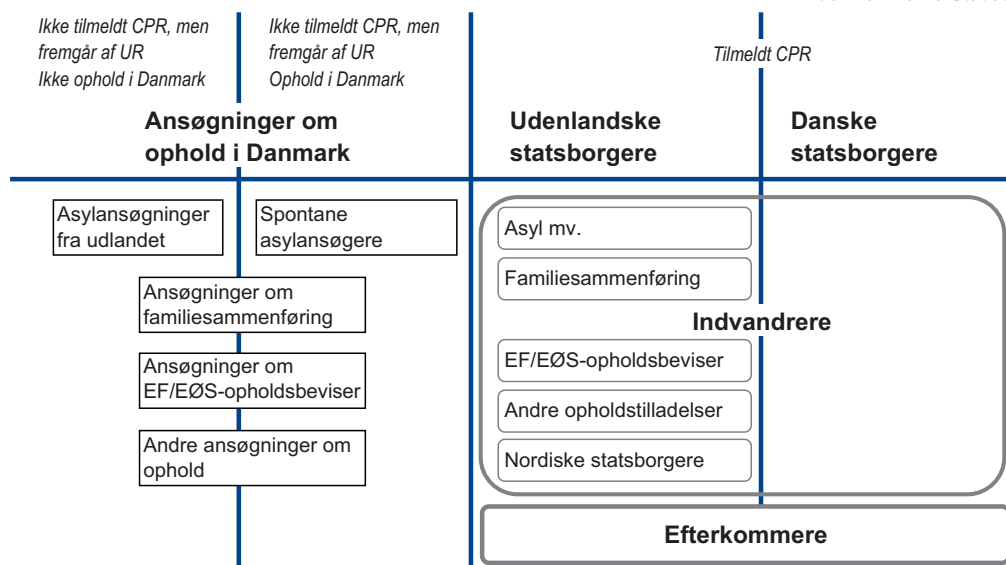 Ikke tilmeldt CPR, men
fremgår af UR
Ikke ophold i Danmark
Ikke tilmeldt CPR, men
fremgår af UR
Ophold i Danmark
Tilmeldt CPR
Ansøgninger om
ophold i Danmark
Udenlandske
statsborgere
Danske
statsborgere
Asylansøgninger
fra udlandet
Spontane
asylansøgere
Ansøgninger om
familiesammenføring
Ansøgninger om
EF/EØS-opholdsbeviser
Andre ansøgninger om
ophold
Asyl mv.
Familiesammenføring
Indvandrere
EF/EØS-opholdsbeviser
Andre opholdstilladelser
Nordiske statsborgere
Efterkommere